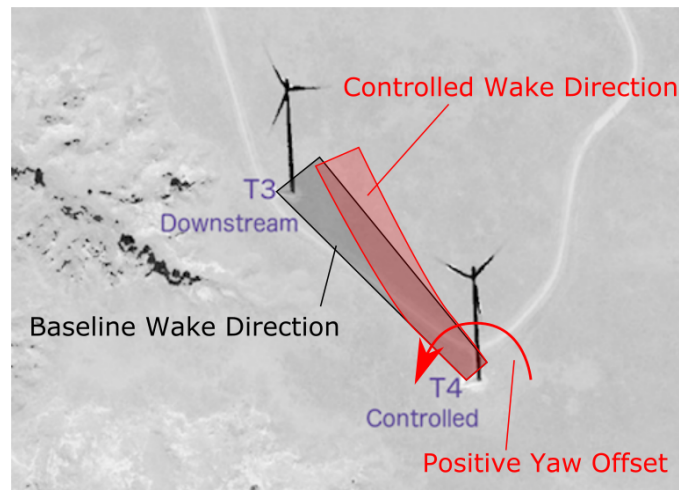 Controlled Wake Direction
T3
Downstream
Baseline Wake Direction
T4
Controlled
Positive Yaw Offset